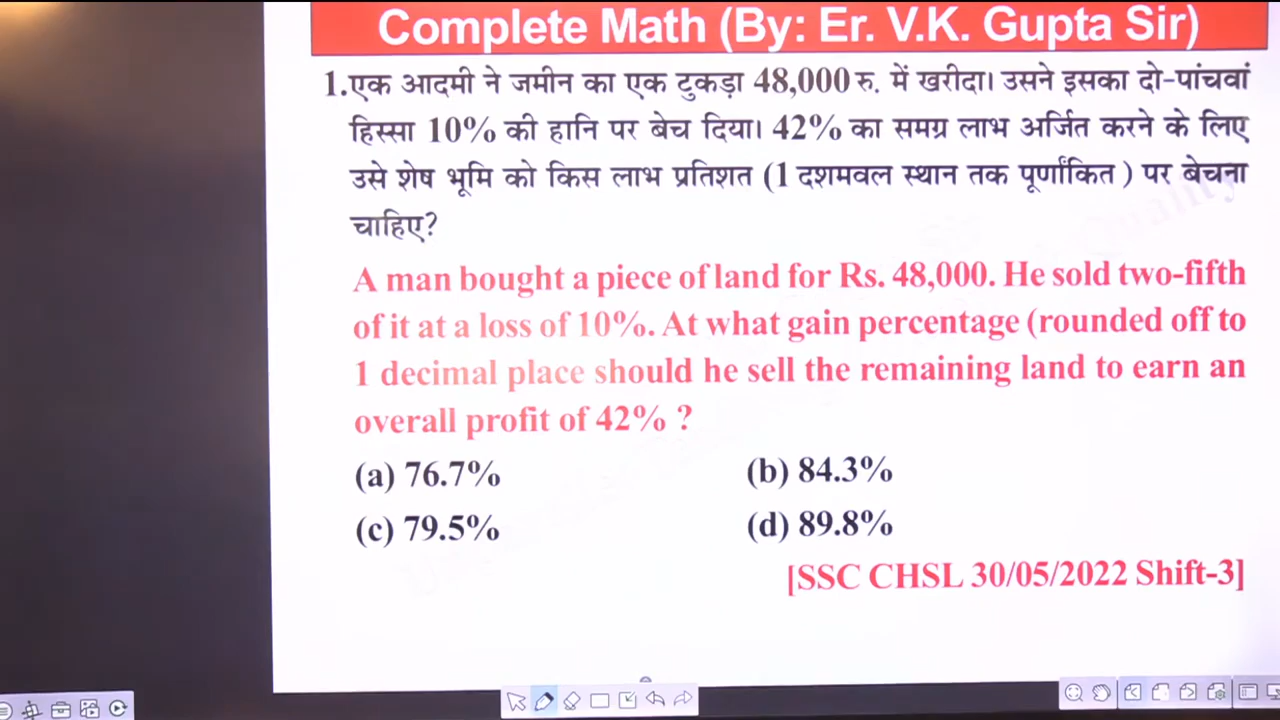 Complete Math (By: Er. V.K. Gupta Sir)
1.एक आदमी ने जमीन का एक टुकड़ा 48,000 रु. में खरीदा। उसने इसका दो-पांचवां
हिस्सा 10% की हानि पर बेच दिया। 42% का समग्र लाभ अर्जित करने के लिए
उसे शेष भूमि को किस लाभ प्रतिशत (1 दशमवल स्थान तक पूर्णांकित ) पर बेचना
चाहिए?
A man bought a piece of land for Rs. 48,000. He sold two-fifth
of it at a loss of 10%. At what gain percentage (rounded off to
1 decimal place should he sell the remaining land to earn an
overall profit of 42% ?
(a) 76.7% (b) 84.3%
(c) 79.5% (d) 89.8%
[SSC CHSL 30/05/2022 Shift-3]